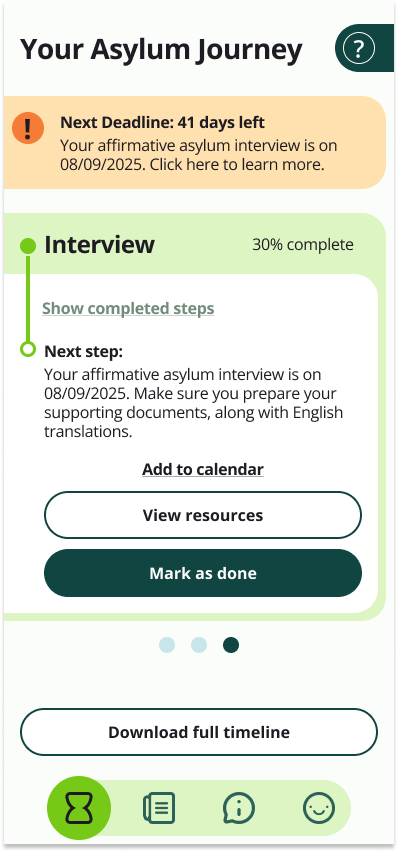 Your Asylum Journey
?
!
Next Deadline: 41 days left
Your affirmative asylum interview is on
08/09/2025. Click here to learn more.
Interview
30% complete
Show completed steps
Next step:
Your affirmative asylum interview is on
08/09/2025. Make sure you prepare your
supporting documents, along with English
translations.
Add to calendar
View resources
Mark as done
Download full timeline